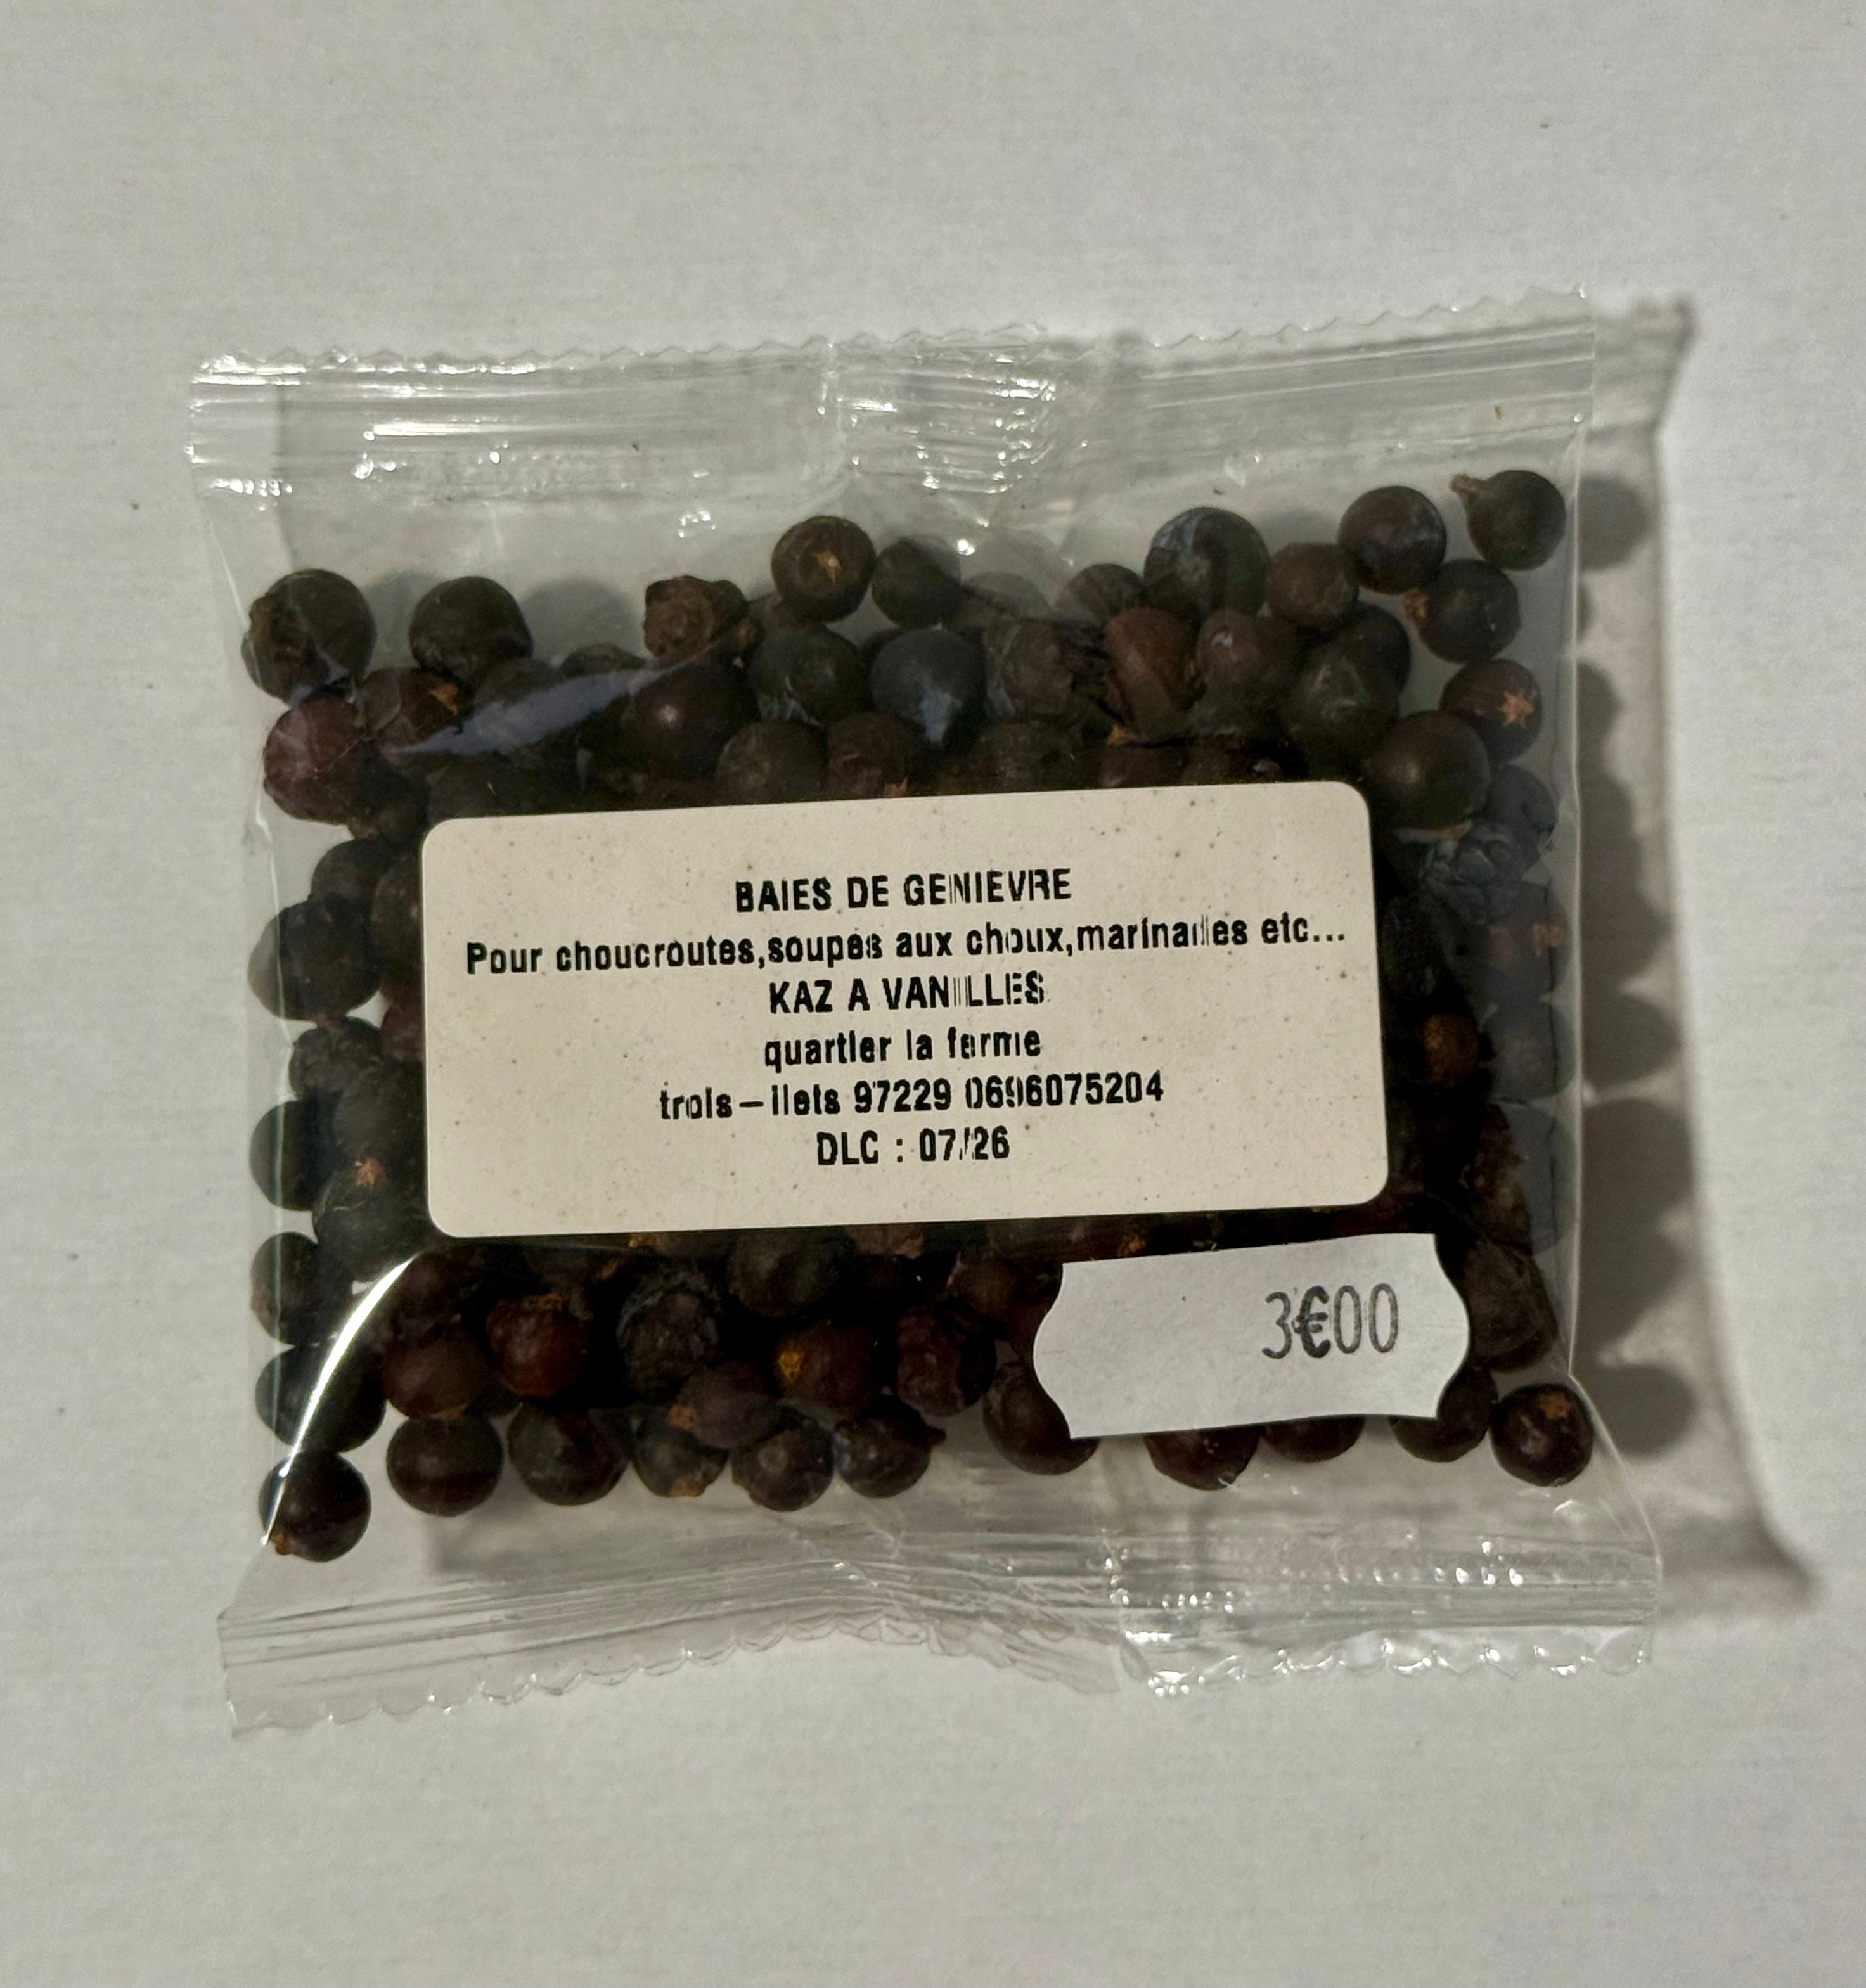 BAIES DE GENIEVRE
Pour choucroutes,soupes aux choux,marinades etc...
KAZ A VANILLES
quartier la ferme
trois-ilets 97229 0696075204
DLC : 07/26
3€00